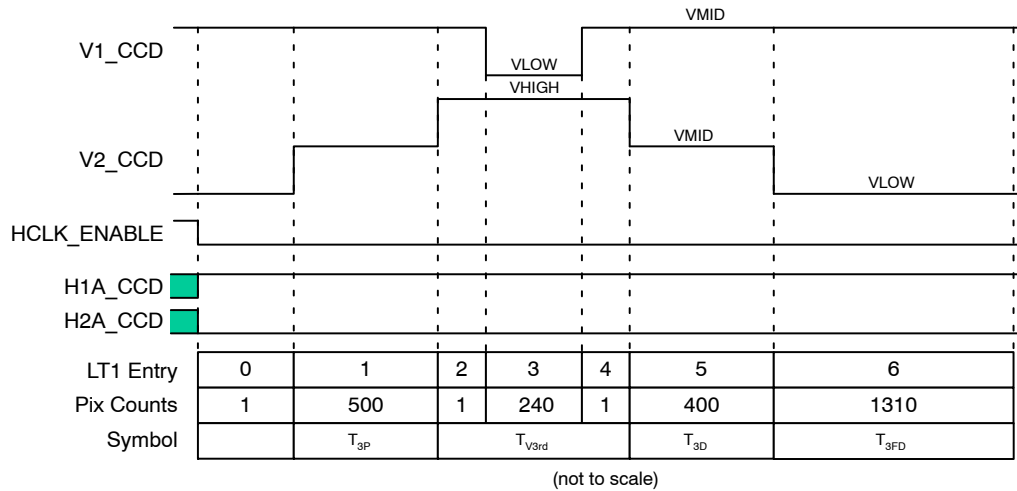 VMID
V1_CCD
VLOW
VHIGH
VMID
V2_CCD
VLOW
HCLK_ENABLE
H1A_CCD
H2A_CCD
LT1 Entry 0 1 2 3 4 5 6
Pix Counts 1 500 1 240 1 400 1310
Symbol T3P TV3rd T3D T3FD
(not to scale)